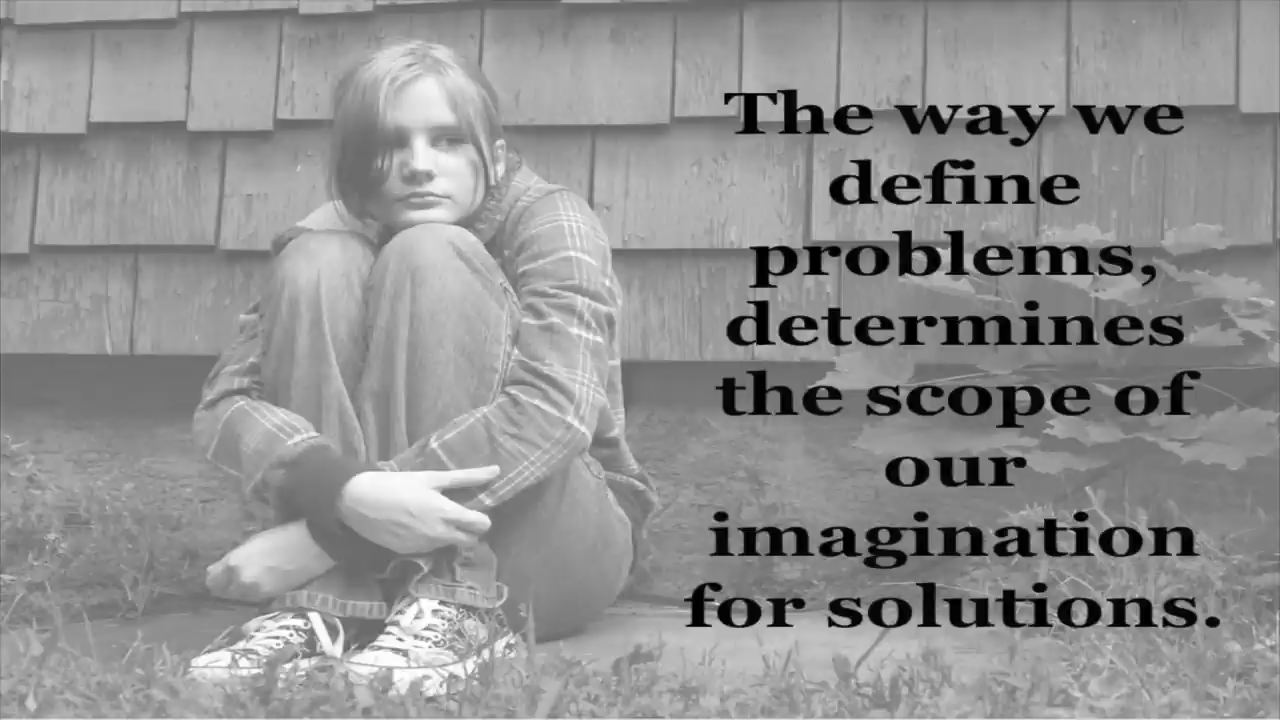 The way we
define
problems,
determines
the scope of
our
imagination
for solutions.